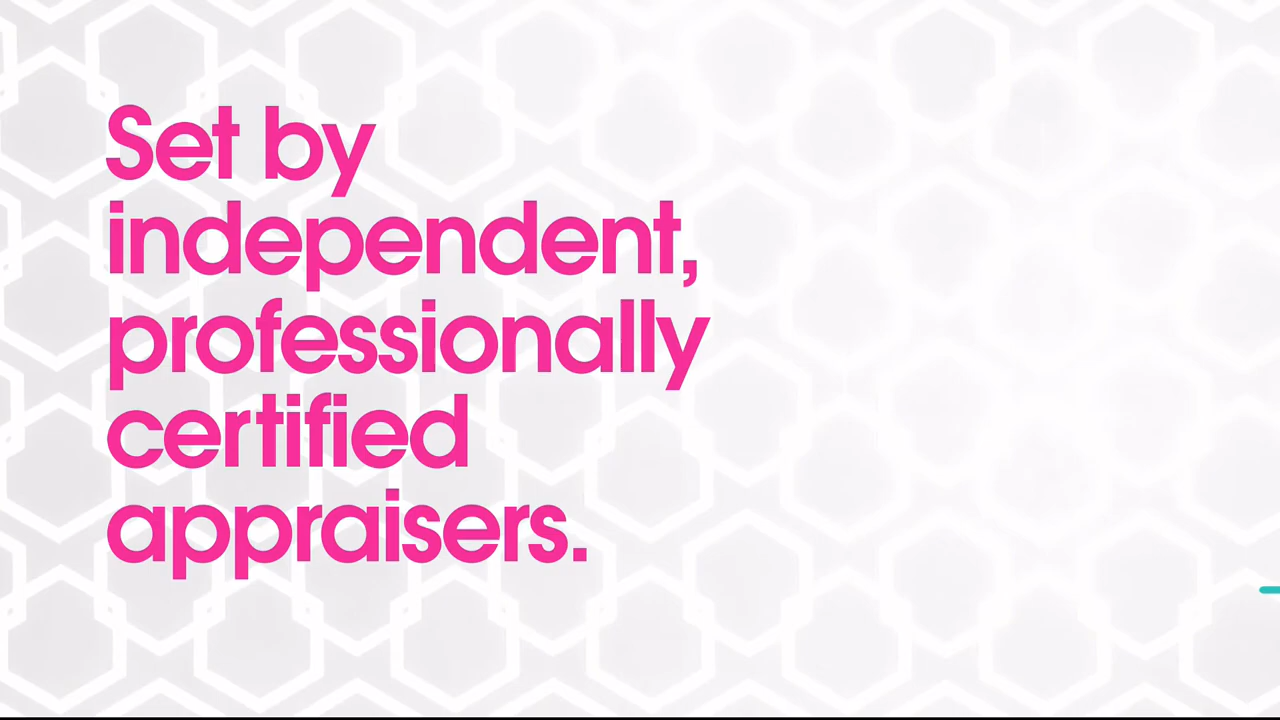 Set by
independent,
professionally
certified
appraisers.